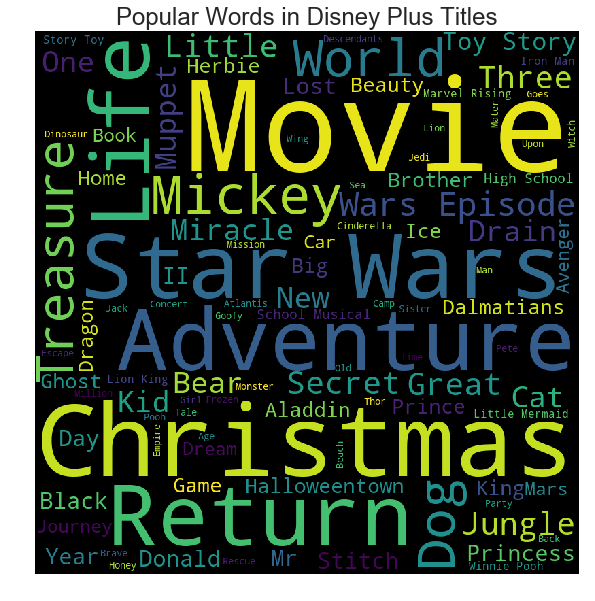 Popular Words in Disney Plus Titles
Story Toy
Descendants
Iron Man
One
Little
World
Toy Story
Herbie
Life
Muppet
Movie
Lost
Beauty
Three
Marvel Rising
Goes
Dinosaur
Book
Wing
Lion
Mater
Upon
Witch
Jedi
Home
Treasure
Mickey
Brother
High School
Sea
Wars Episode
Miracle
Mission
Car
Cinderella
Ice
Drain
Avenger
Star Wars
II
Big
Man
New
Jack
Concert
Atlantis
Camp
Sister
Dalmatians
Goofy
School Musical
Dragon
Adventure
Escape
Time
Pete
Old
Ghost
Lion King
Bear
Secret
Great
Cat
Million
Monster
Kid
Pooh
Girl
Frozen
Thor
Tale
Aladdin
Prince
Little Mermaid
Christmas
Day
Empire
Age
Dream
Beach
Game
Halloweentown
Dog
King
Mars
Black
Return
Party
Journey
Jungle
Back
Year
Brave
Donald
Mr
Stitch
Princess
Honey
Rescue
Winnie Pooh